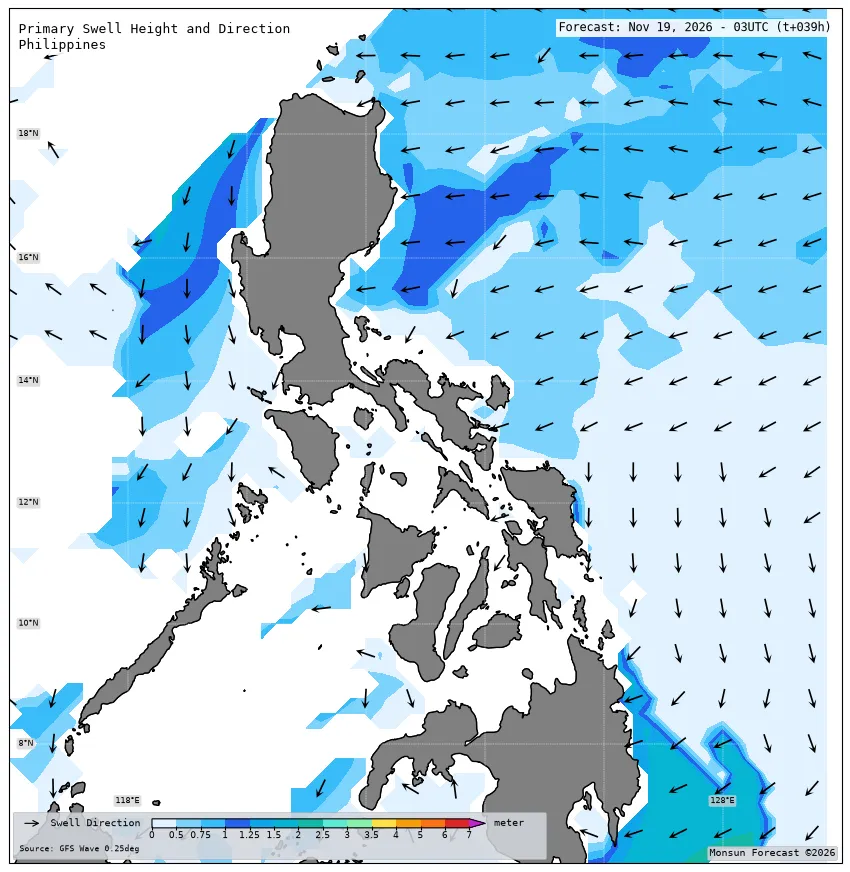 Primary Swell Height and Direction
Philippines
Forecast: Nov 19, 2026 - 03UTC (t+039h)
18°N
16°N
14°N
12°N
10°N
8°N
118°E
128°E
Swell Direction
0 0.5 0.75 1 1.25 1.5 2 2.5 3 3.5 4 5 6 7
meter
Source: GFS Wave 0.25deg
Monsun Forecast ©2026